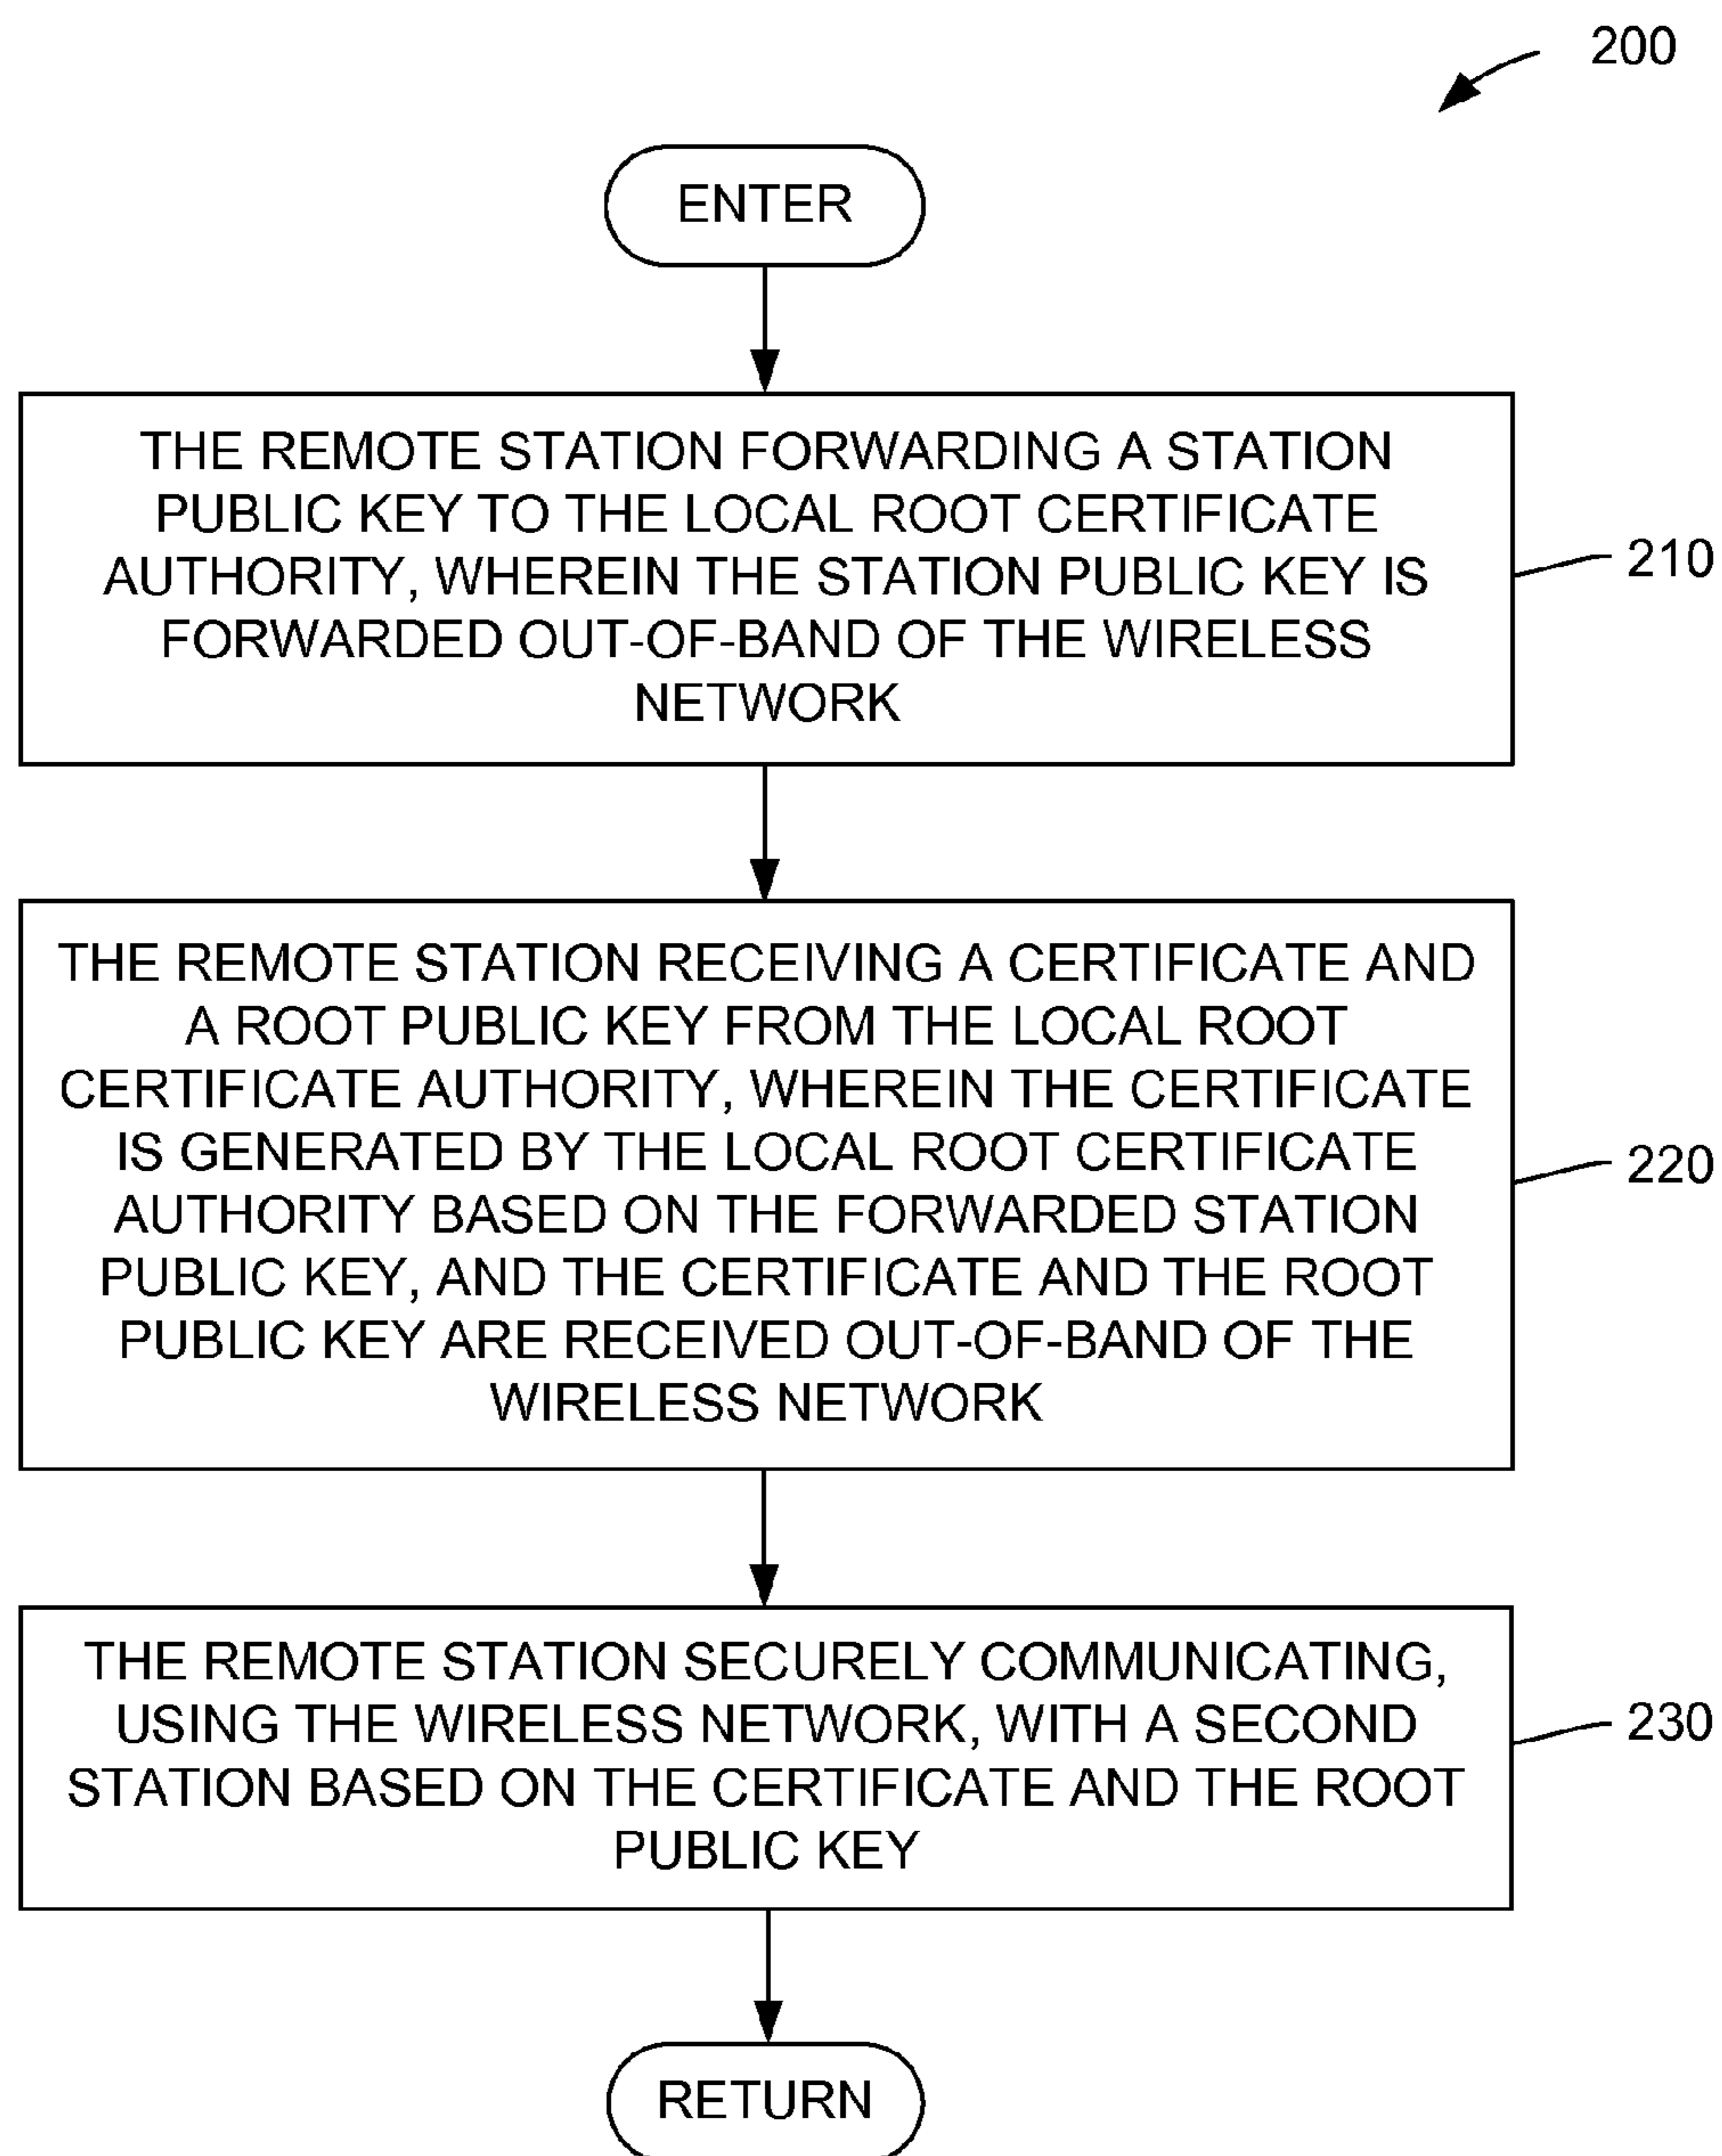 200
ENTER
THE REMOTE STATION FORWARDING A STATION
PUBLIC KEY TO THE LOCAL ROOT CERTIFICATE
AUTHORITY, WHEREIN THE STATION PUBLIC KEY IS
FORWARDED OUT-OF-BAND OF THE WIRELESS
NETWORK
210
THE REMOTE STATION RECEIVING A CERTIFICATE AND
A ROOT PUBLIC KEY FROM THE LOCAL ROOT
CERTIFICATE AUTHORITY, WHEREIN THE CERTIFICATE
IS GENERATED BY THE LOCAL ROOT CERTIFICATE
AUTHORITY BASED ON THE FORWARDED STATION
PUBLIC KEY, AND THE CERTIFICATE AND THE ROOT
PUBLIC KEY ARE RECEIVED OUT-OF-BAND OF THE
WIRELESS NETWORK
220
THE REMOTE STATION SECURELY COMMUNICATING,
USING THE WIRELESS NETWORK, WITH A SECOND
STATION BASED ON THE CERTIFICATE AND THE ROOT
PUBLIC KEY
230
RETURN